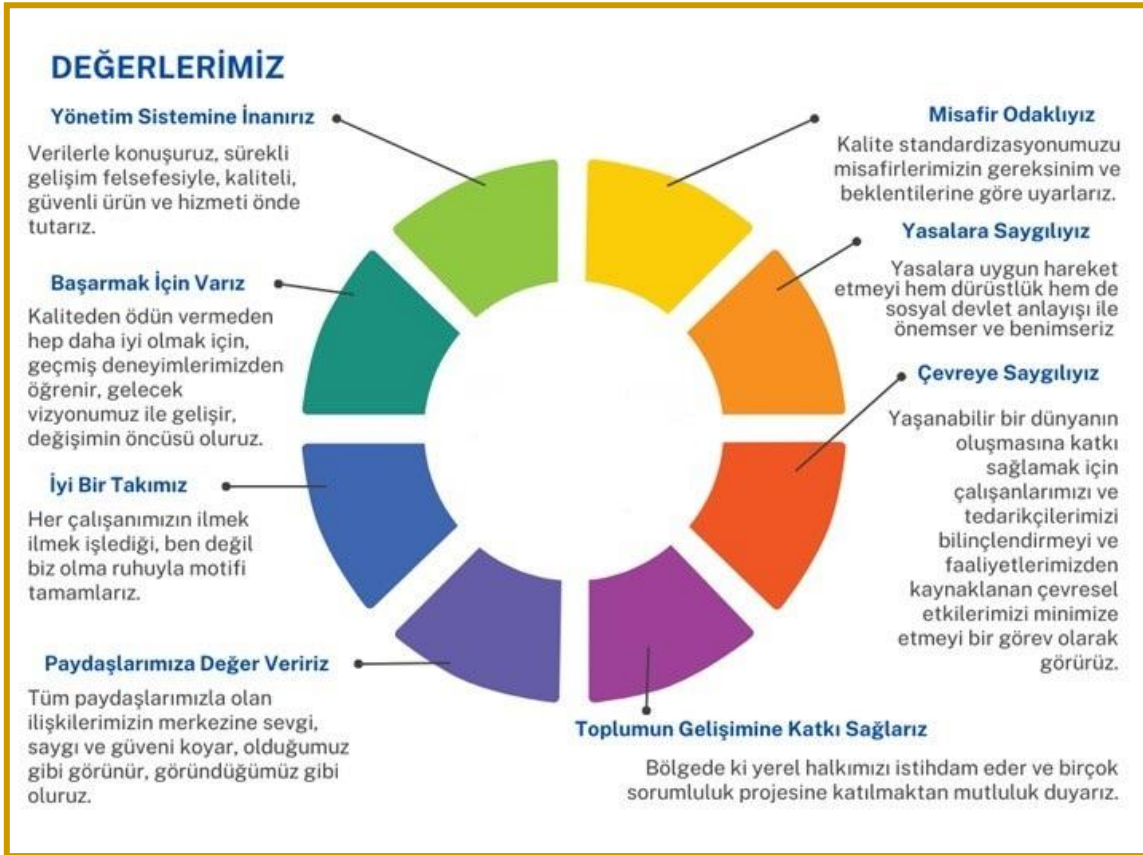 DEĞERLERİMİZ
Yönetim Sistemine İnanırız
Verilerle konuşuruz, sürekli
gelişim felsefesiyle, kaliteli,
güvenli ürün ve hizmeti önde
tutarız.
Başarmak İçin Varız
Kaliteden ödün vermeden
hep daha iyi olmak için,
geçmiş deneyimlerimizden
öğrenir, gelecek
vizyonumuz ile gelişir,
değişimin öncüsü oluruz.
İyi Bir Takımız
Her çalışanımızın ilmek
ilmek işlediği, ben değil
biz olma ruhuyla motifi
tamamlarız.
Paydaşlarımıza Değer Veririz
Tüm paydaşlarımızla olan
ilişkilerimizin merkezine sevgi,
saygı ve güveni koyar, olduğumuz
gibi görünür, göründüğümüz gibi
oluruz.
Misafir Odaklıyız
Kalite standardizasyonumuzu
misafirlerimizin gereksinim ve
beklentilerine göre uyarlarız.
Yasalara Saygılıyız
Yasalara uygun hareket
etmeyi hem dürüstlük hem de
sosyal devlet anlayışı ile
önemser ve benimseriz
Çevreye Saygılıyız
Yaşanabilir bir dünyanın
oluşmasına katkı
sağlamak için
çalışanlarımızı ve
tedarikçilerimizi
bilinçlendirmeyi ve
faaliyetlerimizden
kaynaklanan çevresel
etkilerimizi minimize
etmeyi bir görev olarak
görürüz.
Toplumun Gelişimine Katkı Sağlarız
Bölgede ki yerel halkımızı istihdam eder ve birçok
sorumluluk projesine katılmaktan mutluluk duyarız.